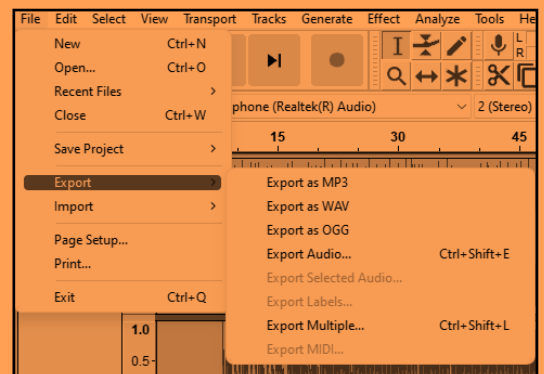 File Edit Select View Transport Tracks Generate Effect Analyze Tools He
New Ctrl+N
Open... Ctrl+O
Recent Files
Close Ctrl+W
Save Project
Export
Import
Page Setup...
Print...
Exit Ctrl+Q
L
R
phone (Realtek(R) Audio) 2 (Stereo)
15 30 45
Export as MP3
Export as WAV
Export as OGG
Export Audio... Ctrl+Shift+E
Export Selected Audio...
Export Labels...
Export Multiple... Ctrl+Shift+L
Export MIDI...
1.0
0.5-